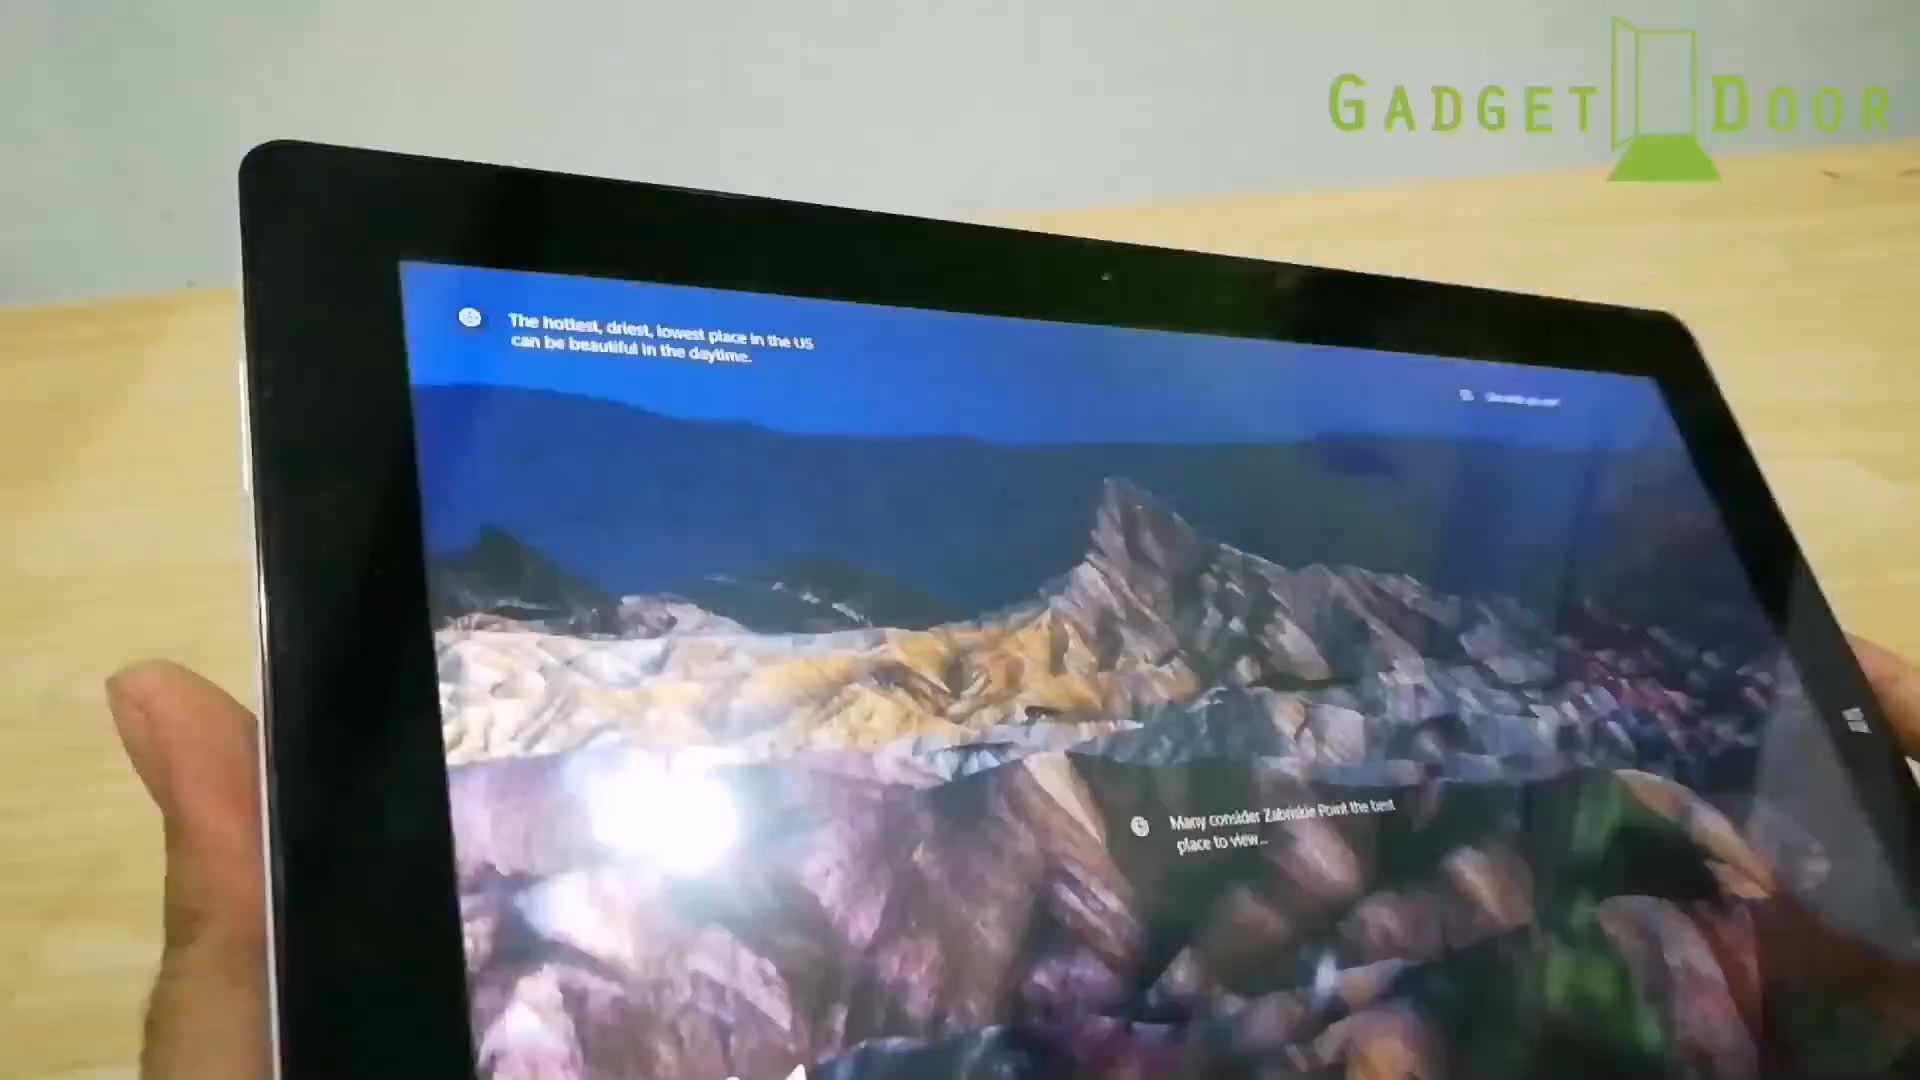 GADGET DOOR
The hottest, driest, lowest place in the US
can be beautiful in the daytime.
Many consider Zabriskie Point the best
place to view...